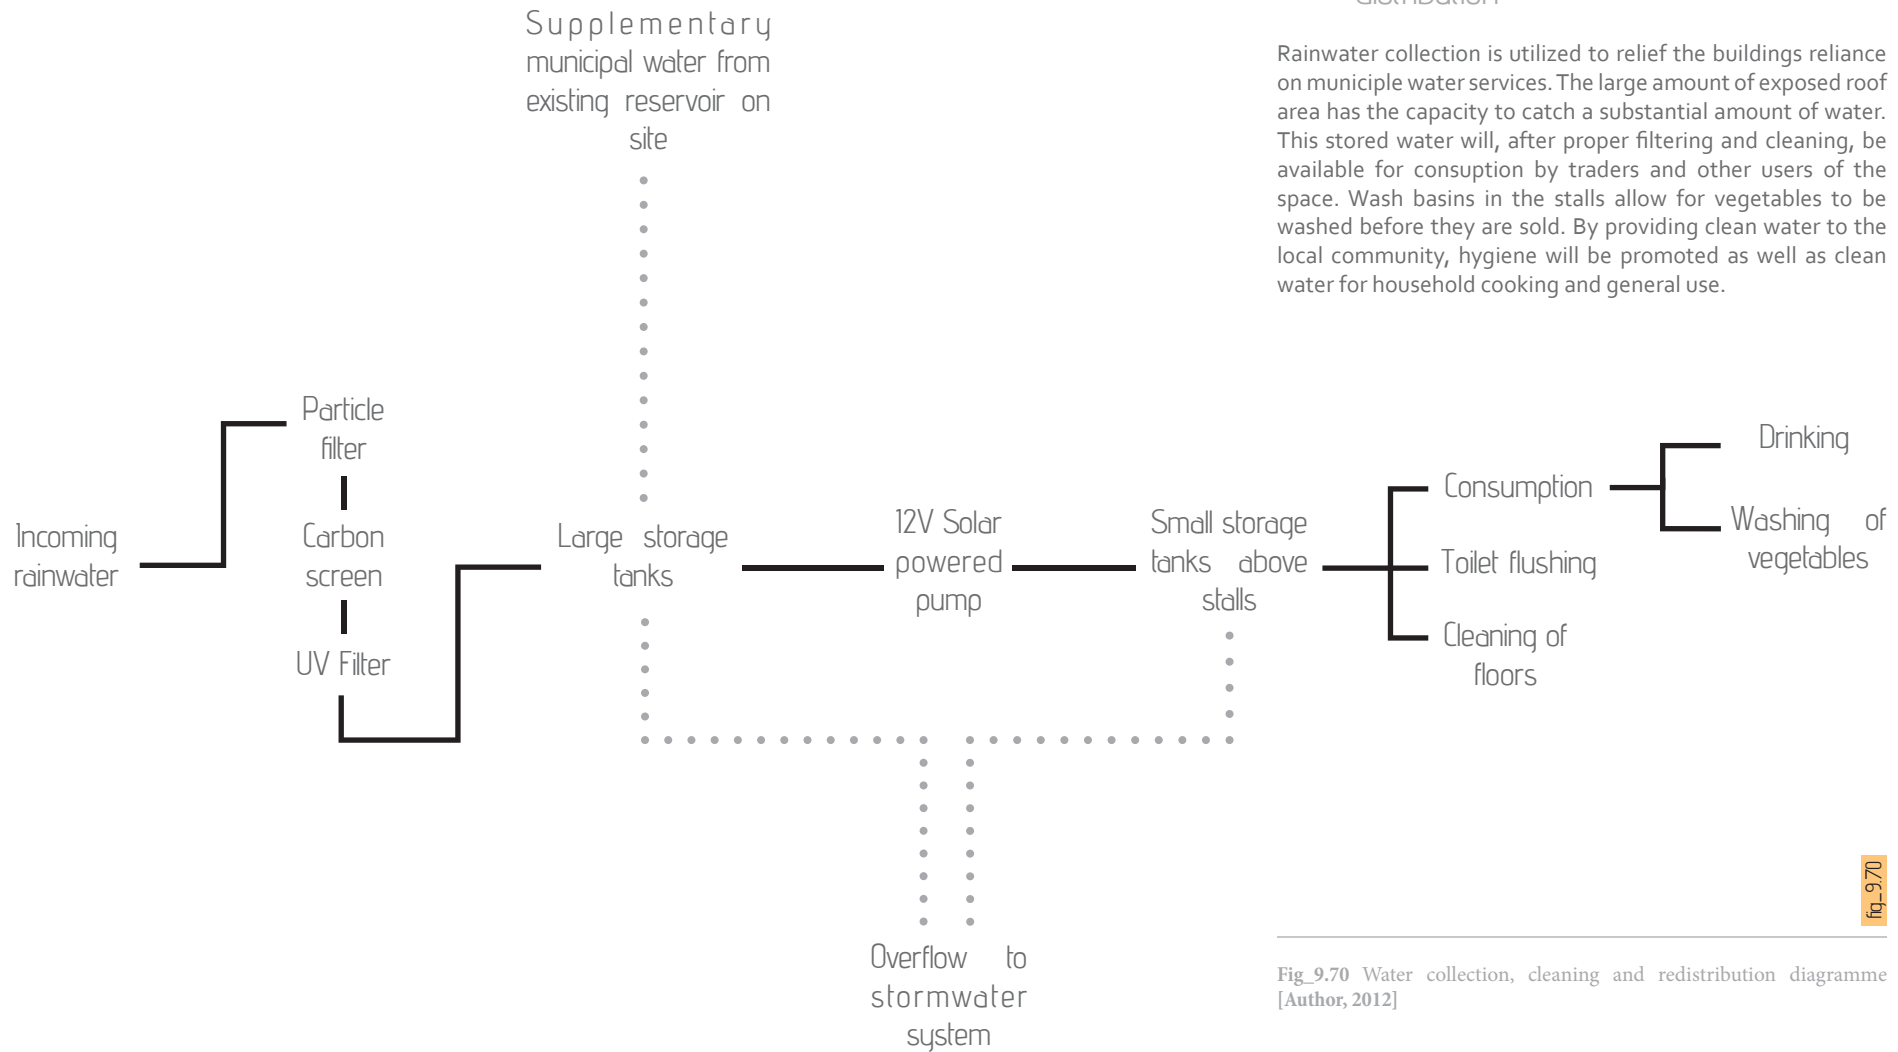 Supplementary
municipal water from
existing reservoir on
site
Rainwater collection is utilized to relief the buildings reliance
on municiple water services. The large amount of exposed roof
area has the capacity to catch a substantial amount of water.
This stored water will, after proper filtering and cleaning, be
available for consuption by traders and other users of the
space. Wash basins in the stalls allow for vegetables to be
washed before they are sold. By providing clean water to the
local community, hygiene will be promoted as well as clean
water for household cooking and general use.
Incoming
rainwater
Particle
filter
Carbon
screen
UV Filter
Large storage
tanks
12V Solar
powered
pump
Small storage
tanks above
stalls
Consumption
Toilet flushing
Cleaning of
floors
Drinking
Washing of
vegetables
Overflow to
stormwater
system
fig_9.70
Fig_9.70 Water collection, cleaning and redistribution diagramme
[Author, 2012]